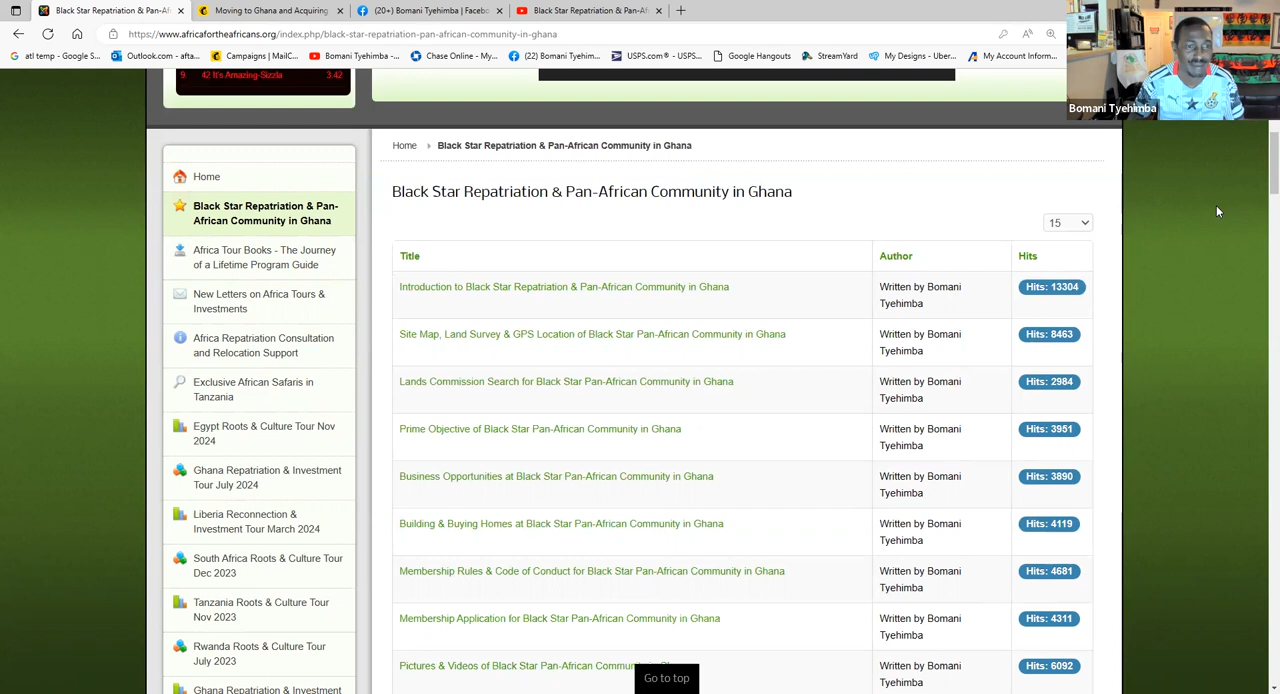 Black Star Repatriation & Pan-Af
Moving to Ghana and Acquiring
(20+) Bomani Tyehimba | Facebo
Black Star Repatriation & Pan-Af
https://www.africafortheafricans.org/index.php/black-star-repatriation-pan-african-community-in-ghana
atl temp - Google S...
Outlook.com - afta...
Campaigns | MailC...
Bomani Tyehimba -...
Chase Online - My...
(22) Bomani Tyehim...
USPS.com® - USPS...
Google Hangouts
StreamYard
My Designs - Uber...
My Account Inform...
Bomani Tyehimba
9 42 It's Amazing-Sizzla 3:42
Home
Black Star Repatriation & Pan-
African Community in Ghana
Africa Tour Books - The Journey
of a Lifetime Program Guide
New Letters on Africa Tours &
Investments
Africa Repatriation Consultation
and Relocation Support
Exclusive African Safaris in
Tanzania
Egypt Roots & Culture Tour Nov
2024
Ghana Repatriation & Investment
Tour July 2024
Liberia Reconnection &
Investment Tour March 2024
South Africa Roots & Culture Tour
Dec 2023
Tanzania Roots & Culture Tour
Nov 2023
Rwanda Roots & Culture Tour
July 2023
Ghana Repatriation & Investment
Home Black Star Repatriation & Pan-African Community in Ghana
Black Star Repatriation & Pan-African Community in Ghana
15
Title Author Hits
Introduction to Black Star Repatriation & Pan-African Community in Ghana Written by Bomani Hits: 13304
Tyehimba
Site Map, Land Survey & GPS Location of Black Star Pan-African Community in Ghana Written by Bomani Hits: 8463
Tyehimba
Lands Commission Search for Black Star Pan-African Community in Ghana Written by Bomani Hits: 2984
Tyehimba
Prime Objective of Black Star Pan-African Community in Ghana Written by Bomani Hits: 3951
Tyehimba
Business Opportunities at Black Star Pan-African Community in Ghana Written by Bomani Hits: 3890
Tyehimba
Building & Buying Homes at Black Star Pan-African Community in Ghana Written by Bomani Hits: 4119
Tyehimba
Membership Rules & Code of Conduct for Black Star Pan-African Community in Ghana Written by Bomani Hits: 4681
Tyehimba
Membership Application for Black Star Pan-African Community in Ghana Written by Bomani Hits: 4311
Tyehimba
Pictures & Videos of Black Star Pan-African Written by Bomani Hits: 6092
Tyehimba
Go to top